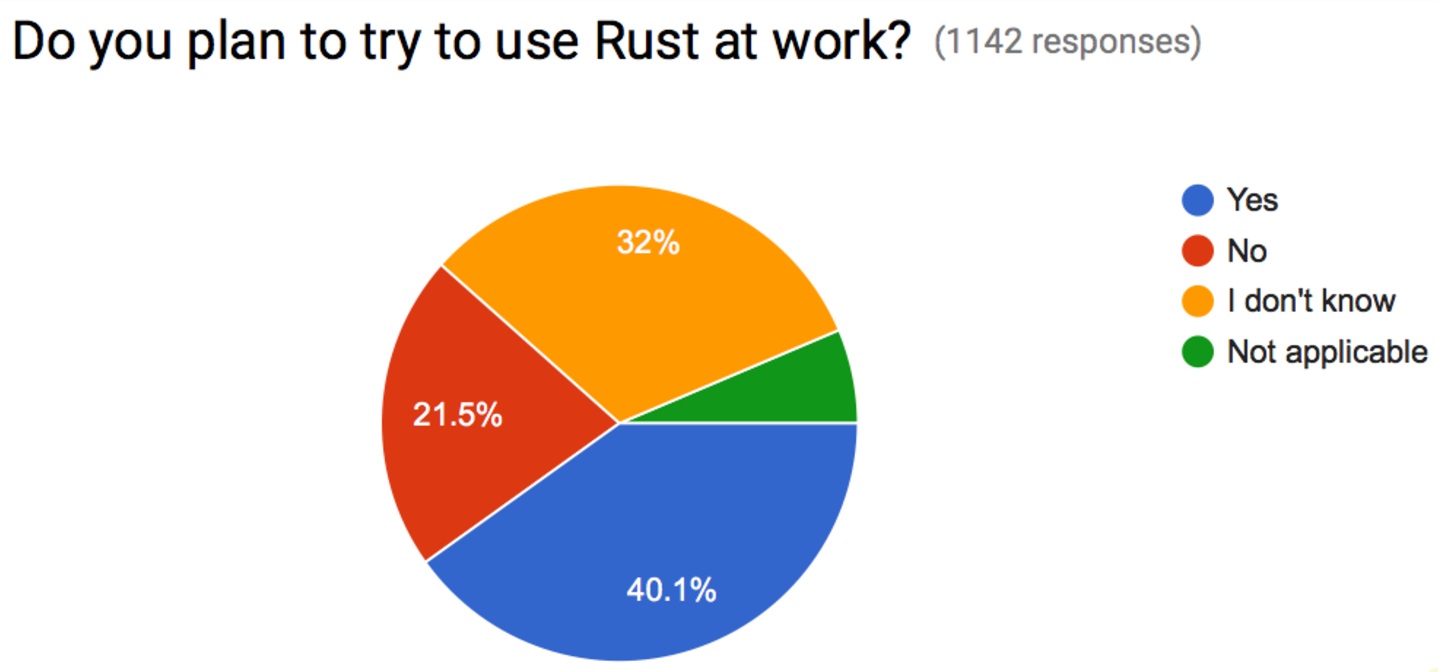 Do you plan to try to use Rust at work? (1142 responses)
32%
21.5%
40.1%
Yes
No
I don't know
Not applicable